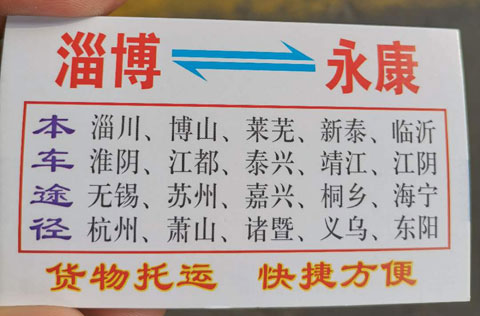 淄博 永康
本 淄川、博山、莱芜、新泰、临沂
车 淮阴、江都、泰兴、靖江、江阴
途 无锡、苏州、嘉兴、桐乡、海宁
径 杭州、萧山、诸暨、义乌、东阳
货物托运 快捷方便